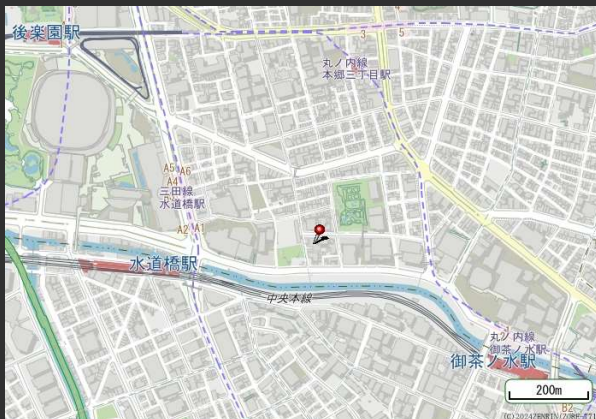 後楽園駅
3
4
5
丸ノ内線
本郷三丁目駅
A5 A6
A4
三田線
水道橋駅
A2 A1
水道橋駅
中央本線
丸ノ内線
御茶ノ水駅
御茶ノ水駅
200m
B2